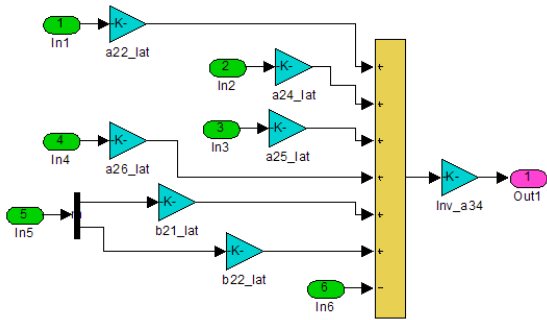 1
In1
-K-
a22_lat
2
In2
-K-
a24_lat
3
In3
-K-
a25_lat
4
In4
-K-
a26_lat
5
In5
-K-
b21_lat
-K-
b22_lat
6
In6
+
+
+
+
+
+
−
-K-
Inv_a34
1
Out1